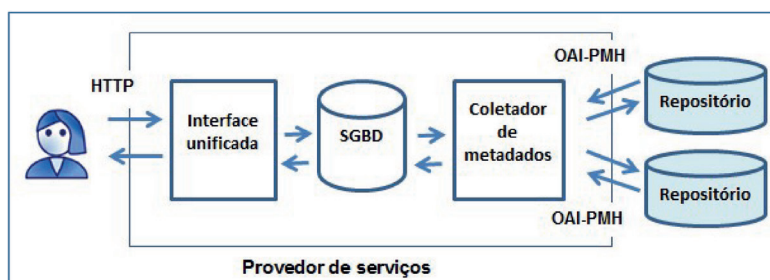 HTTP
Interface
unificada
SGBD
Coletador
de
metadados
OAI-PMH
Repositório
Repositório
OAI-PMH
Provedor de serviços